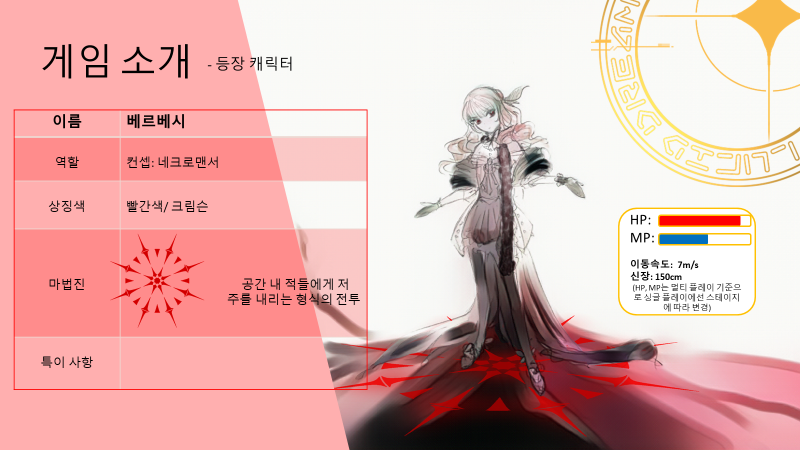 게임 소개 - 등장 캐릭터
이름 베르베시
역할 컨셉: 네크로맨서
상징색 빨간색/ 크림슨
마법진 공간 내 적들에게 저
주를 내리는 형식의 전투
특이 사항
HP:
MP:
이동속도: 7m/s
신장: 150cm
(HP, MP는 멀티 플레이 기준으
로 싱글 플레이에선 스테이지
에 따라 변경)